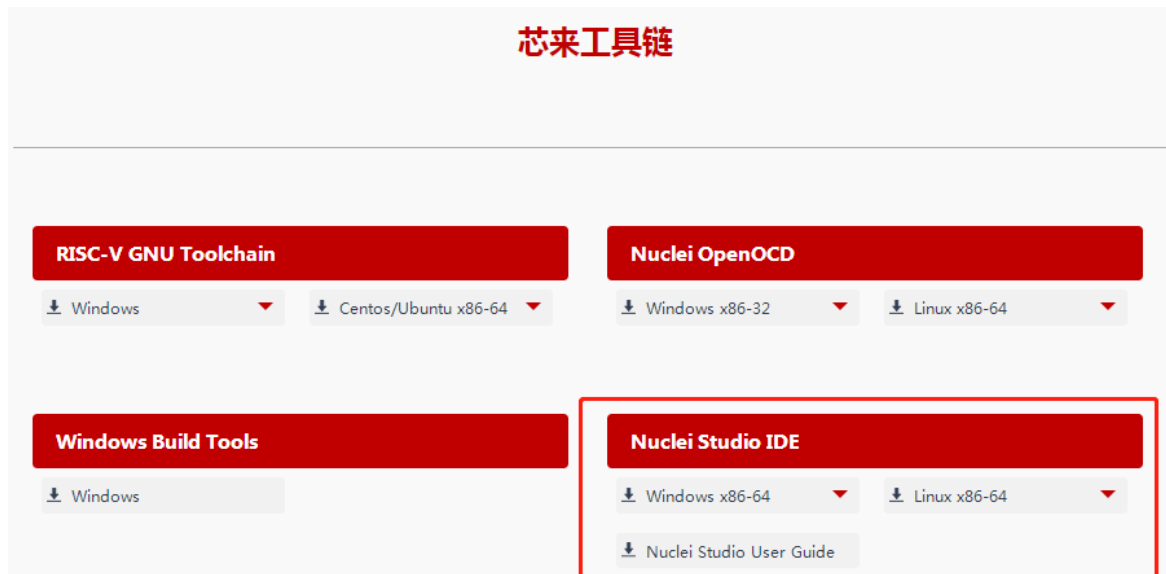 芯来工具链
RISC-V GNU Toolchain
Windows
Centos/Ubuntu x86-64
Nuclei OpenOCD
Windows x86-32
Linux x86-64
Windows Build Tools
Windows
Nuclei Studio IDE
Windows x86-64
Linux x86-64
Nuclei Studio User Guide